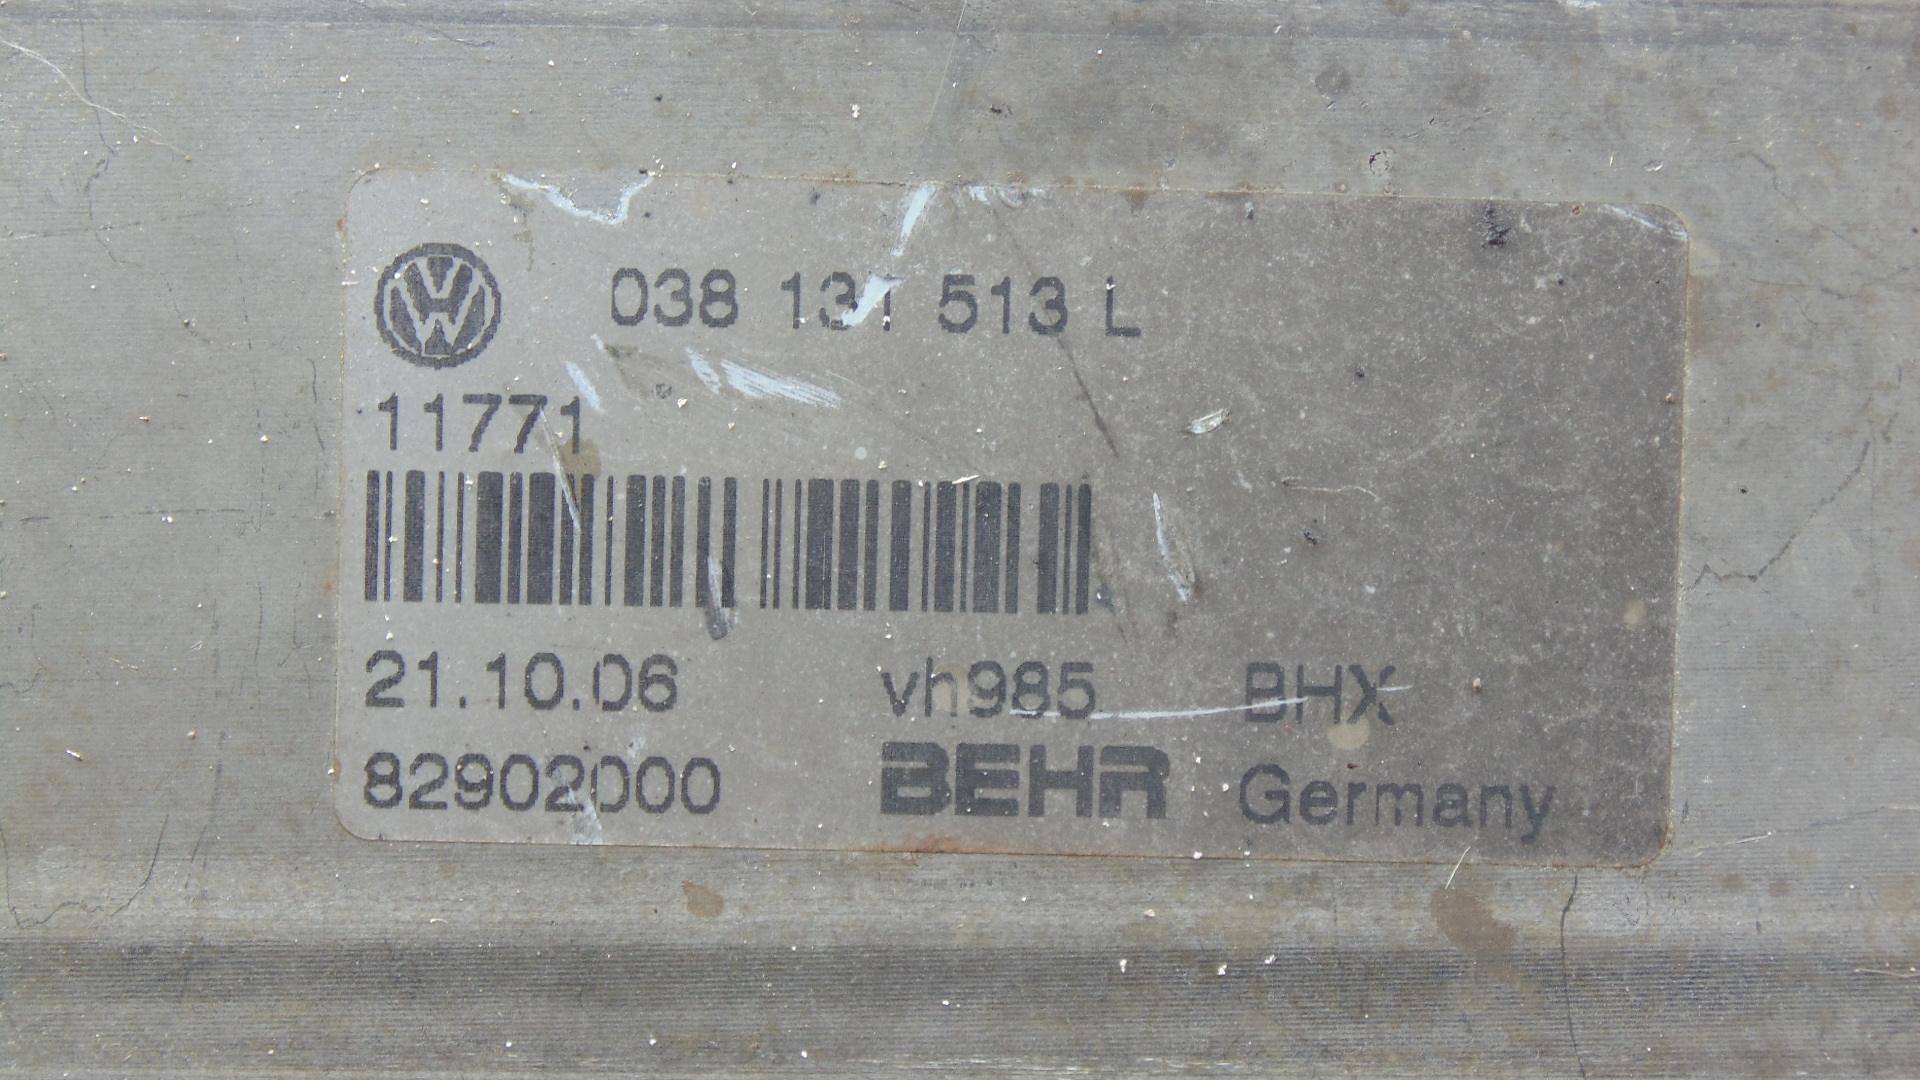 038 131 513 L
11771
21.10.06 vh985 BHX
82902000 BEHR Germany